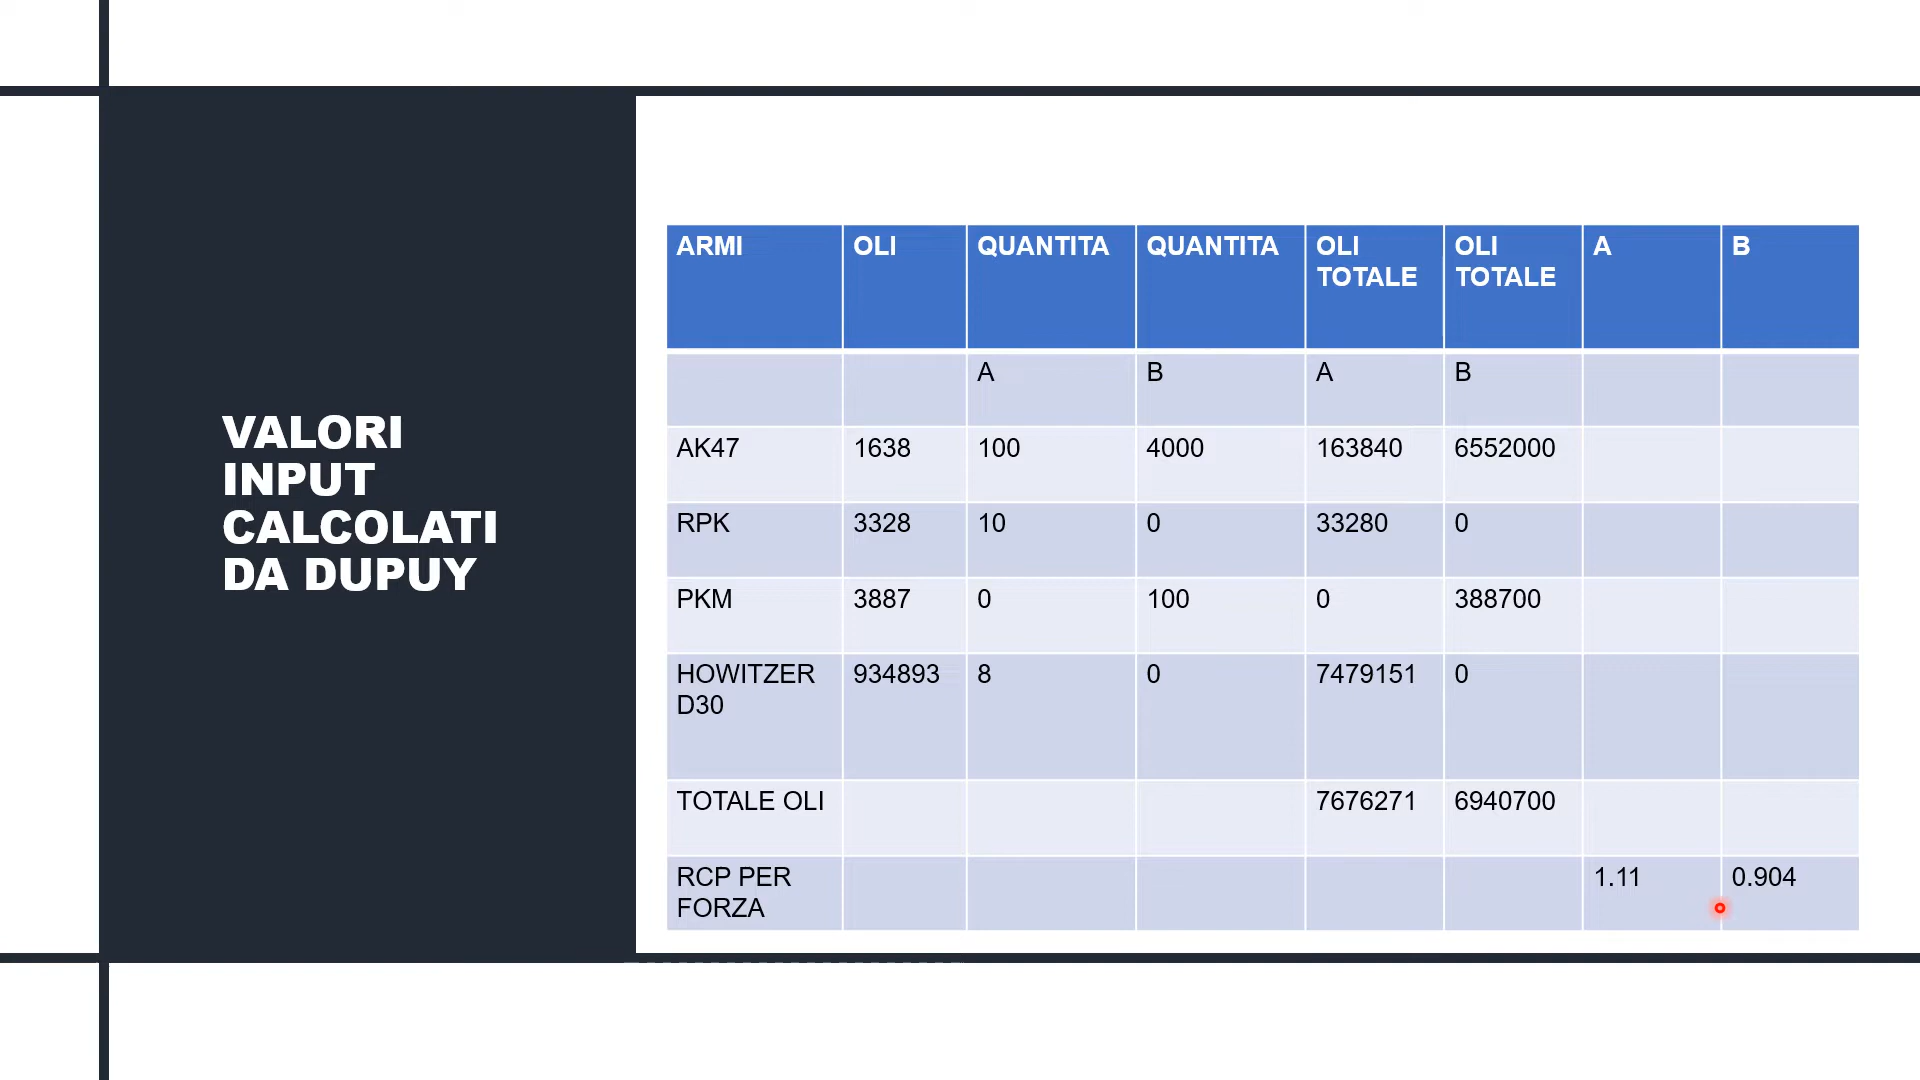 VALORI
INPUT
CALCOLATI
DA DUPUY
ARMI OLI QUANTITA QUANTITA OLI TOTALE OLI TOTALE A B
A B A B
AK47 1638 100 4000 163840 6552000
RPK 3328 10 0 33280 0
PKM 3887 0 100 0 388700
HOWITZER D30 934893 8 0 7479151 0
TOTALE OLI 7676271 6940700
RCP PER FORZA 1.11 0.904